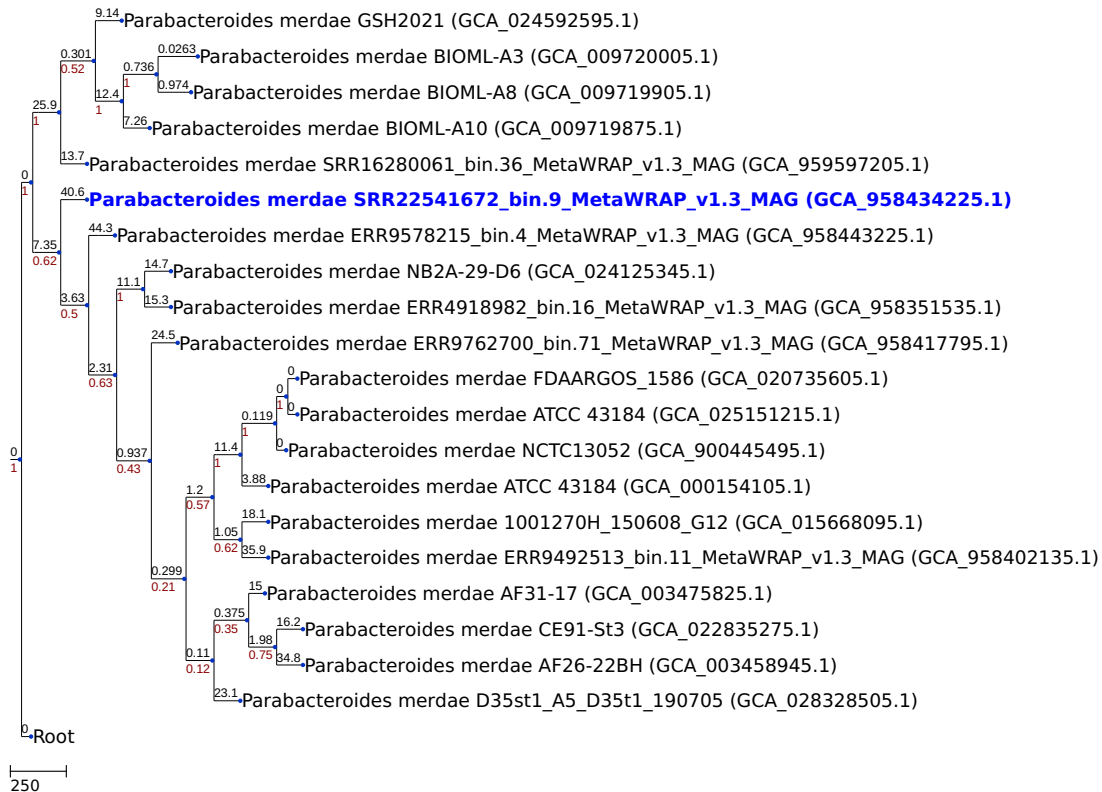 9.14 Parabacteroides merdae GSH2021 (GCA_024592595.1)
0.301
0.52
0.0263 Parabacteroides merdae BIOML-A3 (GCA_009720005.1)
0.736
1
0.974 Parabacteroides merdae BIOML-A8 (GCA_009719905.1)
12.4
1
7.26 Parabacteroides merdae BIOML-A10 (GCA_009719875.1)
25.9
1
13.7 Parabacteroides merdae SRR16280061_bin.36_MetaWRAP_v1.3_MAG (GCA_959597205.1)
0
1
40.6 Parabacteroides merdae SRR22541672_bin.9_MetaWRAP_v1.3_MAG (GCA_958434225.1)
7.35
0.62
44.3 Parabacteroides merdae ERR9578215_bin.4_MetaWRAP_v1.3_MAG (GCA_958443225.1)
3.63
0.5
14.7 Parabacteroides merdae NB2A-29-D6 (GCA_024125345.1)
11.1
1
15.3 Parabacteroides merdae ERR4918982_bin.16_MetaWRAP_v1.3_MAG (GCA_958351535.1)
2.31
0.63
24.5 Parabacteroides merdae ERR9762700_bin.71_MetaWRAP_v1.3_MAG (GCA_958417795.1)
0 Parabacteroides merdae FDAARGOS_1586 (GCA_020735605.1)
0
1
0 Parabacteroides merdae ATCC 43184 (GCA_025151215.1)
0.119
1
0 Parabacteroides merdae NCTC13052 (GCA_900445495.1)
11.4
1
3.88 Parabacteroides merdae ATCC 43184 (GCA_000154105.1)
0.937
0.43
1.2
0.57
18.1 Parabacteroides merdae 1001270H_150608_G12 (GCA_015668095.1)
1.05
0.62
35.9 Parabacteroides merdae ERR9492513_bin.11_MetaWRAP_v1.3_MAG (GCA_958402135.1)
0
1
0.299
0.21
15 Parabacteroides merdae AF31-17 (GCA_003475825.1)
0.375
0.35
16.2 Parabacteroides merdae CE91-St3 (GCA_022835275.1)
1.98
0.75
34.8 Parabacteroides merdae AF26-22BH (GCA_003458945.1)
0.11
0.12
23.1 Parabacteroides merdae D35st1_A5_D35t1_190705 (GCA_028328505.1)
0 Root
250